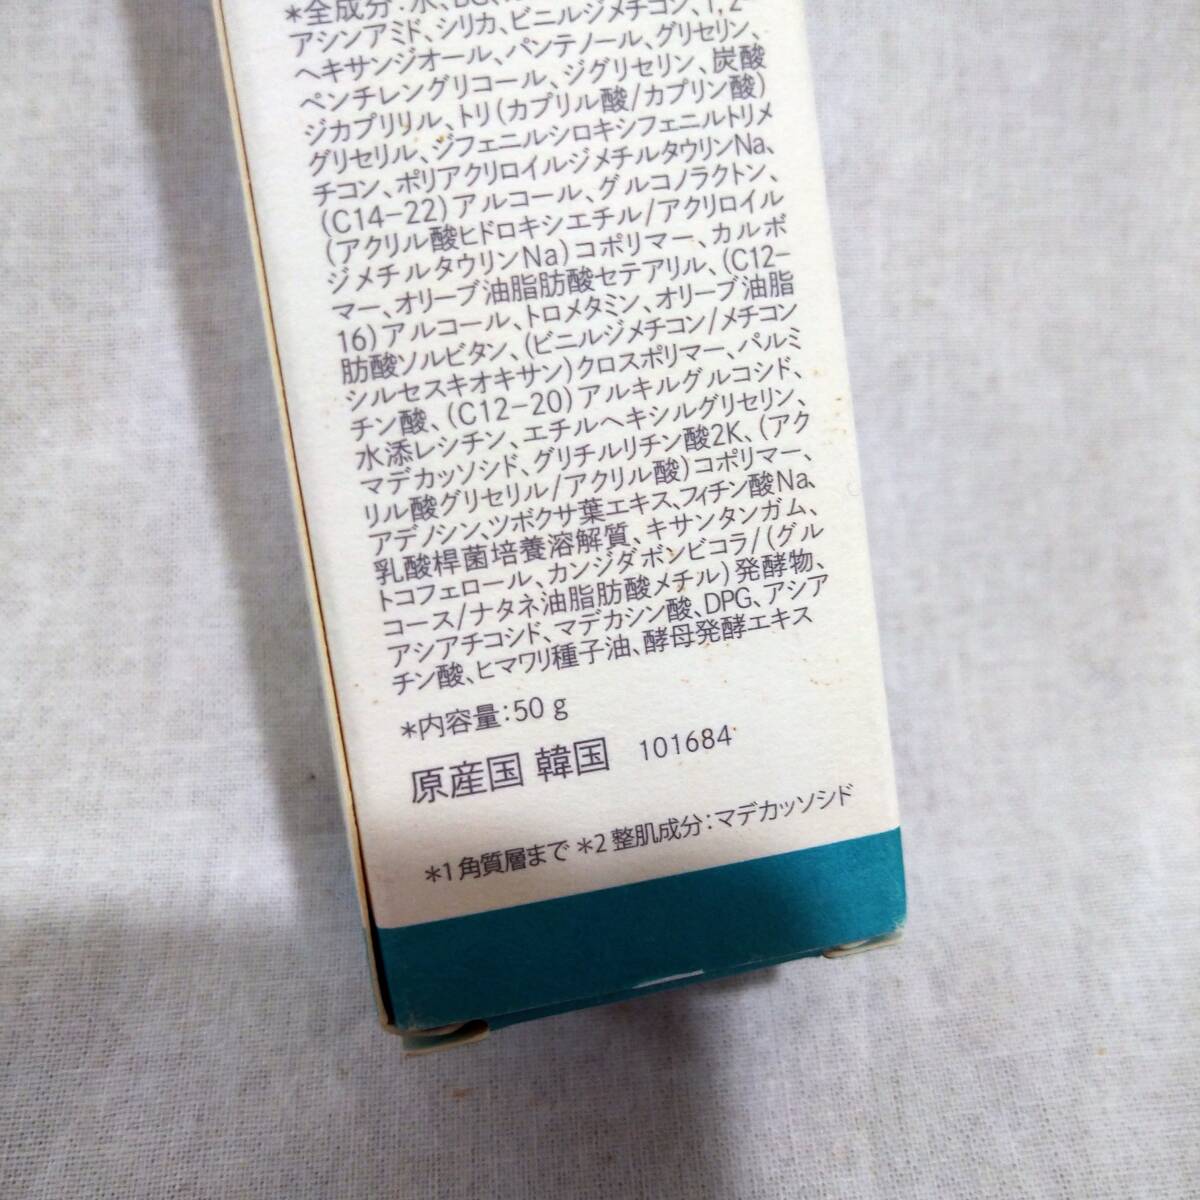 *全成分:水、BG、
アシンアミド、シリカ、ビニルジメチコン、1,2-
ヘキサンジオール、パンテノール、グリセリン、
ペンチレングリコール、ジグリセリン、炭酸
ジカプリリル、トリ(カプリル酸/カプリン酸)
グリセリル、ジフェニルシロキシフェニルトリメ
チコン、ポリアクリロイルジメチルタウリンNa、
(C14-22)アルコール、グルコノラクトン、
(アクリル酸ヒドロキシエチル/アクリロイル
ジメチルタウリンNa)コポリマー、カルボ
マー、オリーブ油脂肪酸セテアリル、(C12-
16)アルコール、トロメタミン、オリーブ油脂
肪酸ソルビタン、(ビニルジメチコン/メチコン
シルセスキオキサン)クロスポリマー、パルミ
チン酸、(C12-20)アルキルグルコシド、
水添レシチン、エチルヘキシルグリセリン、
マデカッソシド、グリチルリチン酸2K、(アク
リル酸グリセリル/アクリル酸)コポリマー、
アデノシン、ツボクサ葉エキス、フィチン酸Na、
乳酸桿菌培養溶解質、キサンタンガム、
トコフェロール、カンジダボンビコラ/(グル
コース/ナタネ油脂肪酸メチル)発酵物、
アシアチコシド、マデカシン酸、DPG、アシア
チン酸、ヒマワリ種子油、酵母発酵エキス
*内容量:50 g
原産国 韓国 101684
*1 角質層まで *2 整肌成分:マデカッソシド